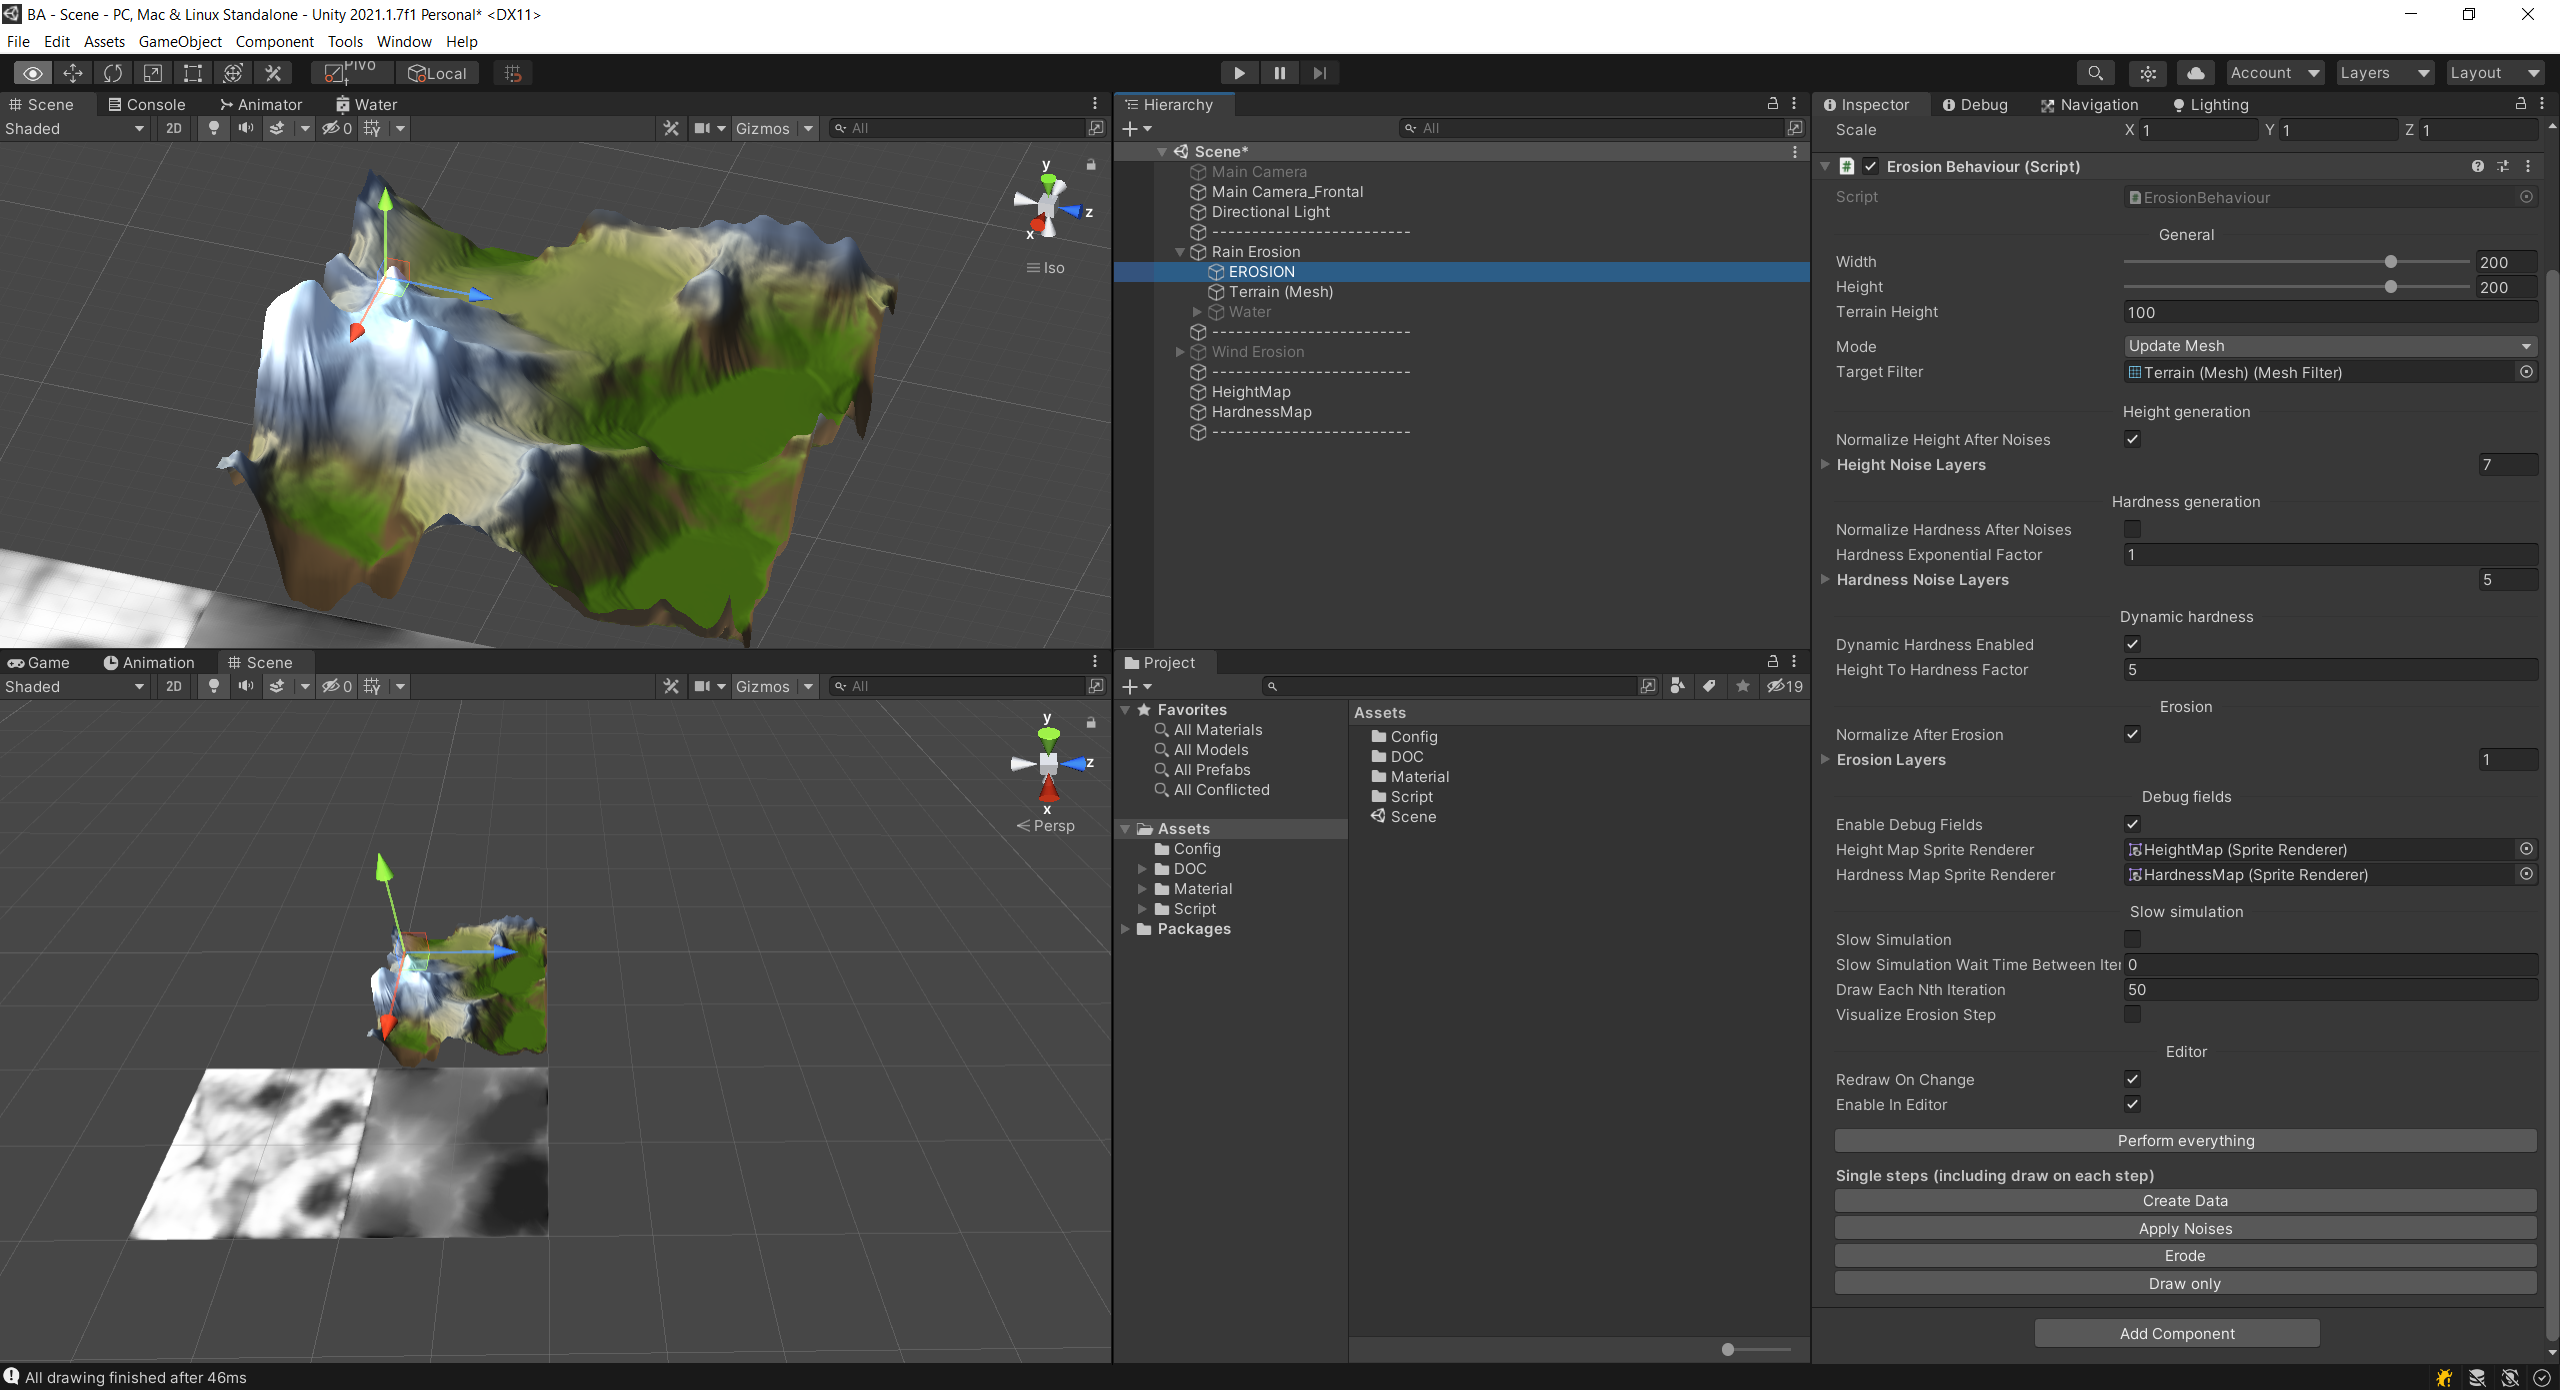 BA - Scene - PC, Mac & Linux Standalone - Unity 2021.1.7f1 Personal* <DX11>
File Edit Assets GameObject Component Tools Window Help
Pivot Local Account Layers Layout
Scene Console Animator Water
Shaded 2D 0 Gizmos All
y
z
x
Iso
Game Animation Scene
Shaded 2D 0 Gizmos All
y
z
x
Persp
Hierarchy
All
Scene*
Main Camera
Main Camera_Frontal
Directional Light
-------------------------
Rain Erosion
EROSION
Terrain (Mesh)
Water
-------------------------
Wind Erosion
-------------------------
HeightMap
HardnessMap
-------------------------
Project
19
Favorites
All Materials
All Models
All Prefabs
All Conflicted
Assets
Config
DOC
Material
Script
Packages
Assets
Config
DOC
Material
Script
Scene
Inspector Debug Navigation Lighting
Scale X 1 Y 1 Z 1
# Erosion Behaviour (Script)
Script ErosionBehaviour
General
Width 200
Height 200
Terrain Height 100
Mode Update Mesh
Target Filter Terrain (Mesh) (Mesh Filter)
Height generation
Normalize Height After Noises
Height Noise Layers 7
Hardness generation
Normalize Hardness After Noises
Hardness Exponential Factor 1
Hardness Noise Layers 5
Dynamic hardness
Dynamic Hardness Enabled
Height To Hardness Factor 5
Erosion
Normalize After Erosion
Erosion Layers 1
Debug fields
Enable Debug Fields
Height Map Sprite Renderer HeightMap (Sprite Renderer)
Hardness Map Sprite Renderer HardnessMap (Sprite Renderer)
Slow simulation
Slow Simulation
Slow Simulation Wait Time Between Iter 0
Draw Each Nth Iteration 50
Visualize Erosion Step
Editor
Redraw On Change
Enable In Editor
Perform everything
Single steps (including draw on each step)
Create Data
Apply Noises
Erode
Draw only
Add Component
All drawing finished after 46ms